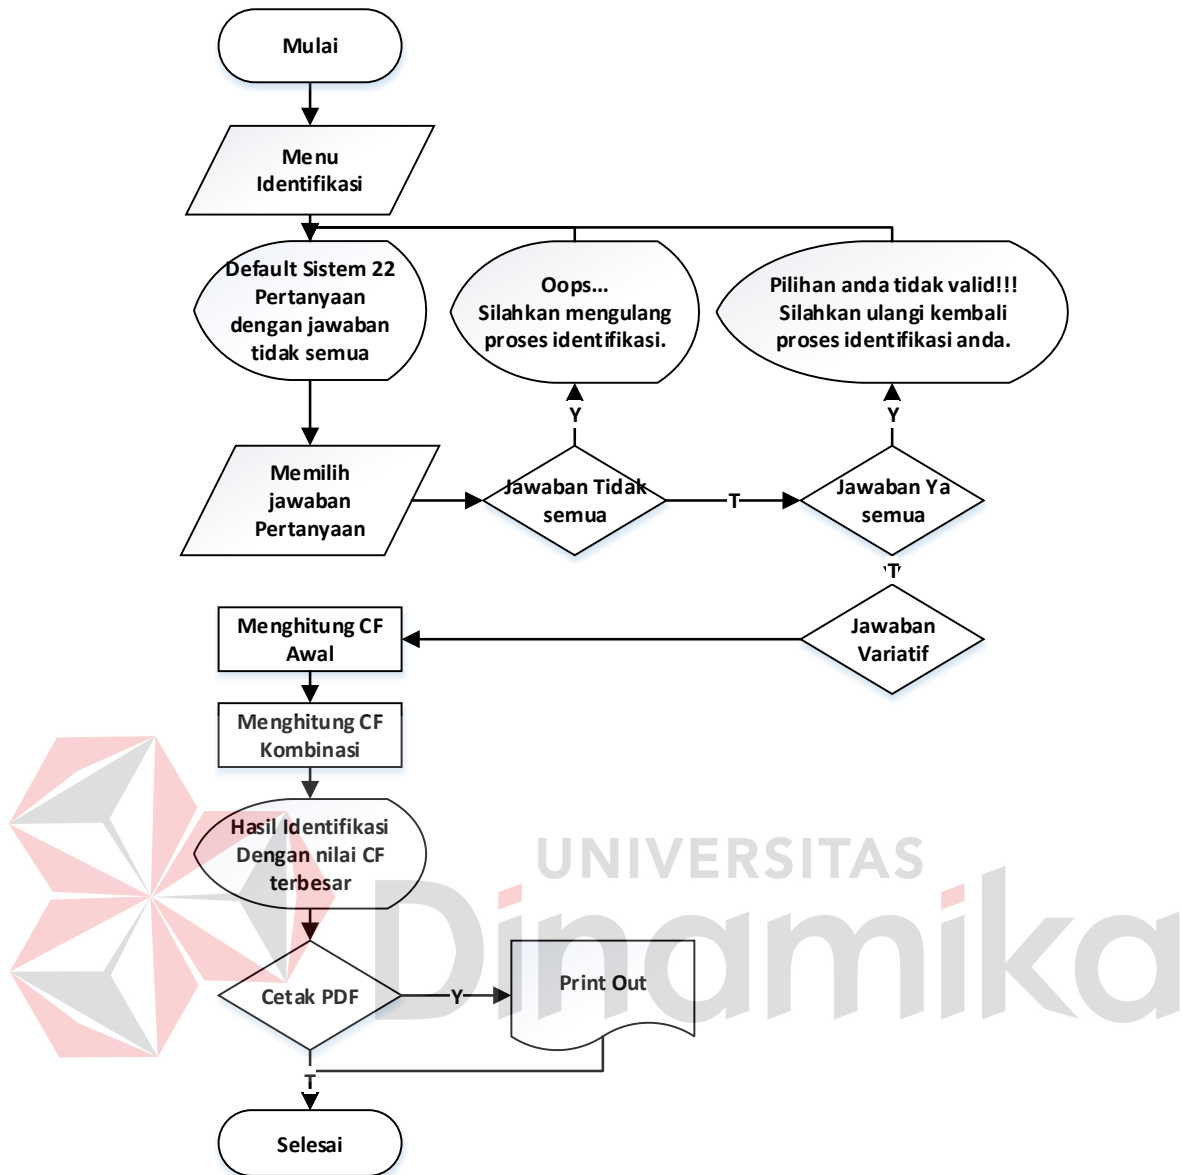 Mulai
Menu
Identifikasi
Default Sistem 22
Pertanyaan
dengan jawaban
tidak semua
Oops...
Silahkan mengulang
proses identifikasi.
Pilihan anda tidak valid!!!
Silahkan ulangi kembali
proses identifikasi anda.
Y
Y
Memilih
jawaban
Pertanyaan
Jawaban Tidak
semua
T
Jawaban Ya
semua
T
Jawaban
Variatif
Menghitung CF
Awal
Menghitung CF
Kombinasi
Hasil Identifikasi
Dengan nilai CF
terbesar
UNIVERSITAS
Dinamika
Cetak PDF
Y
Print Out
T
Selesai